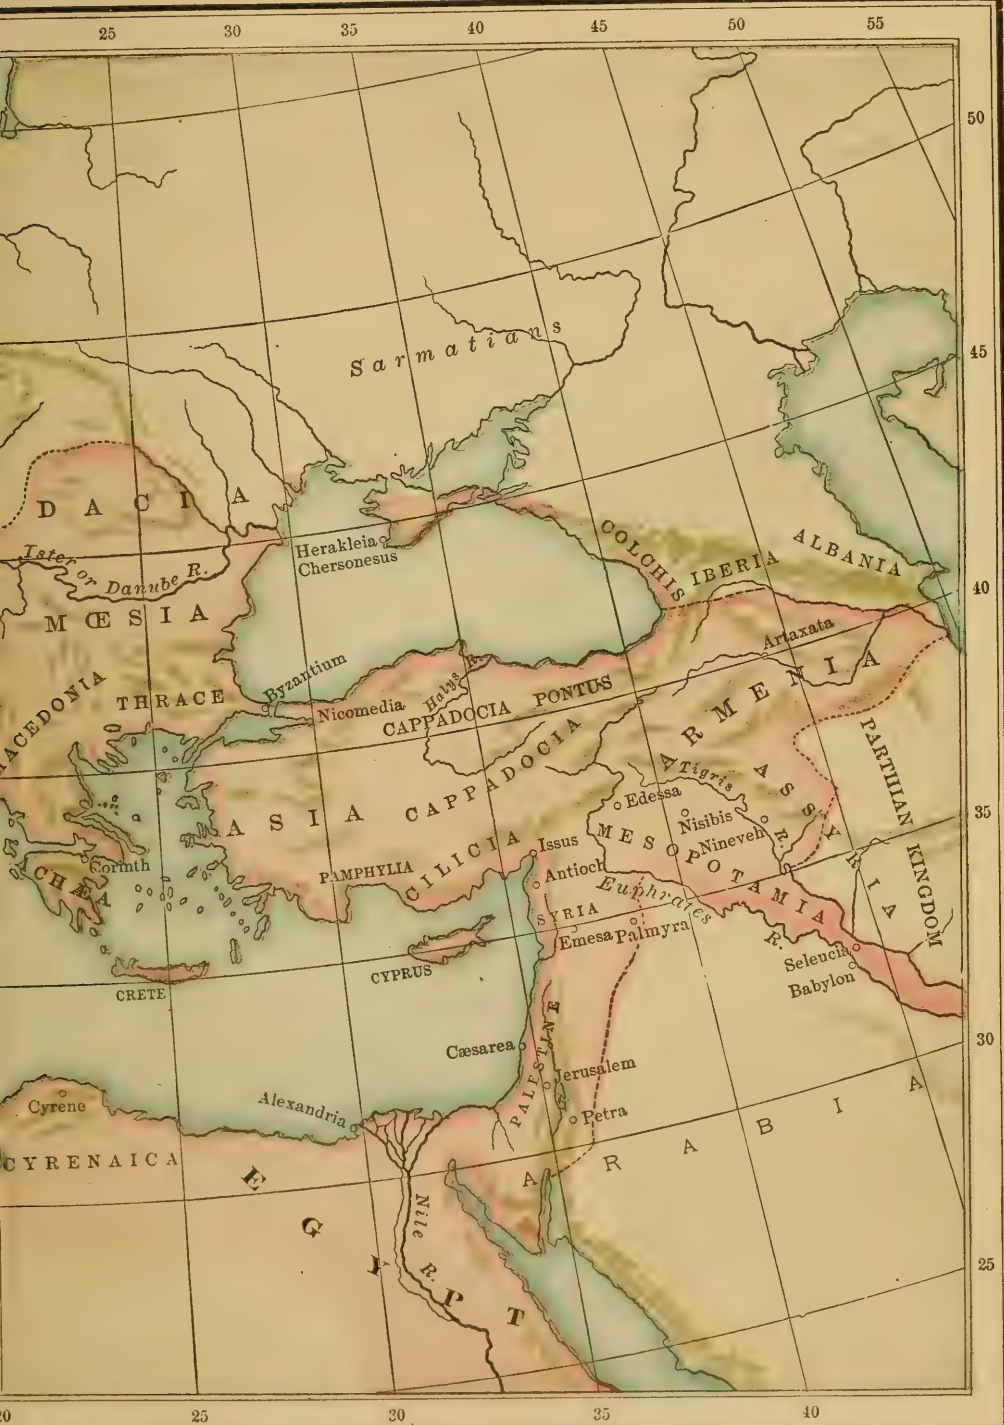 25 30 35 40 45 50 55
50
Sarmatians
45
DACIA
Herakleia
Chersonesus
COLCHIS
IBERIA
ALBANIA
Ister or Danube R.
40
MŒSIA
Artaxata
Byzantium
THRACE
Halys R.
Nicomedia
PONTUS
CAPPADOCIA
ARMENIA
ACEDONIA
PARTHIAN KINGDOM
ASIA
CAPPADOCIA
Tigris R.
ASSYRIA
Edessa
35
Nisibis
Nineveh
MESOPOTAMIA
Corinth
ACHÆA
PAMPHYLIA
CILICIA
Issus
Antioch
Euphrates R.
SYRIA
Emesa
Palmyra
Seleucia
Babylon
CYPRUS
CRETE
Cæsarea
PALESTINE
30
Jerusalem
Cyrene
Alexandria
Petra
ARABIA
CYRENAICA
EGYPT
Nile R.
25
20 25 30 35 40